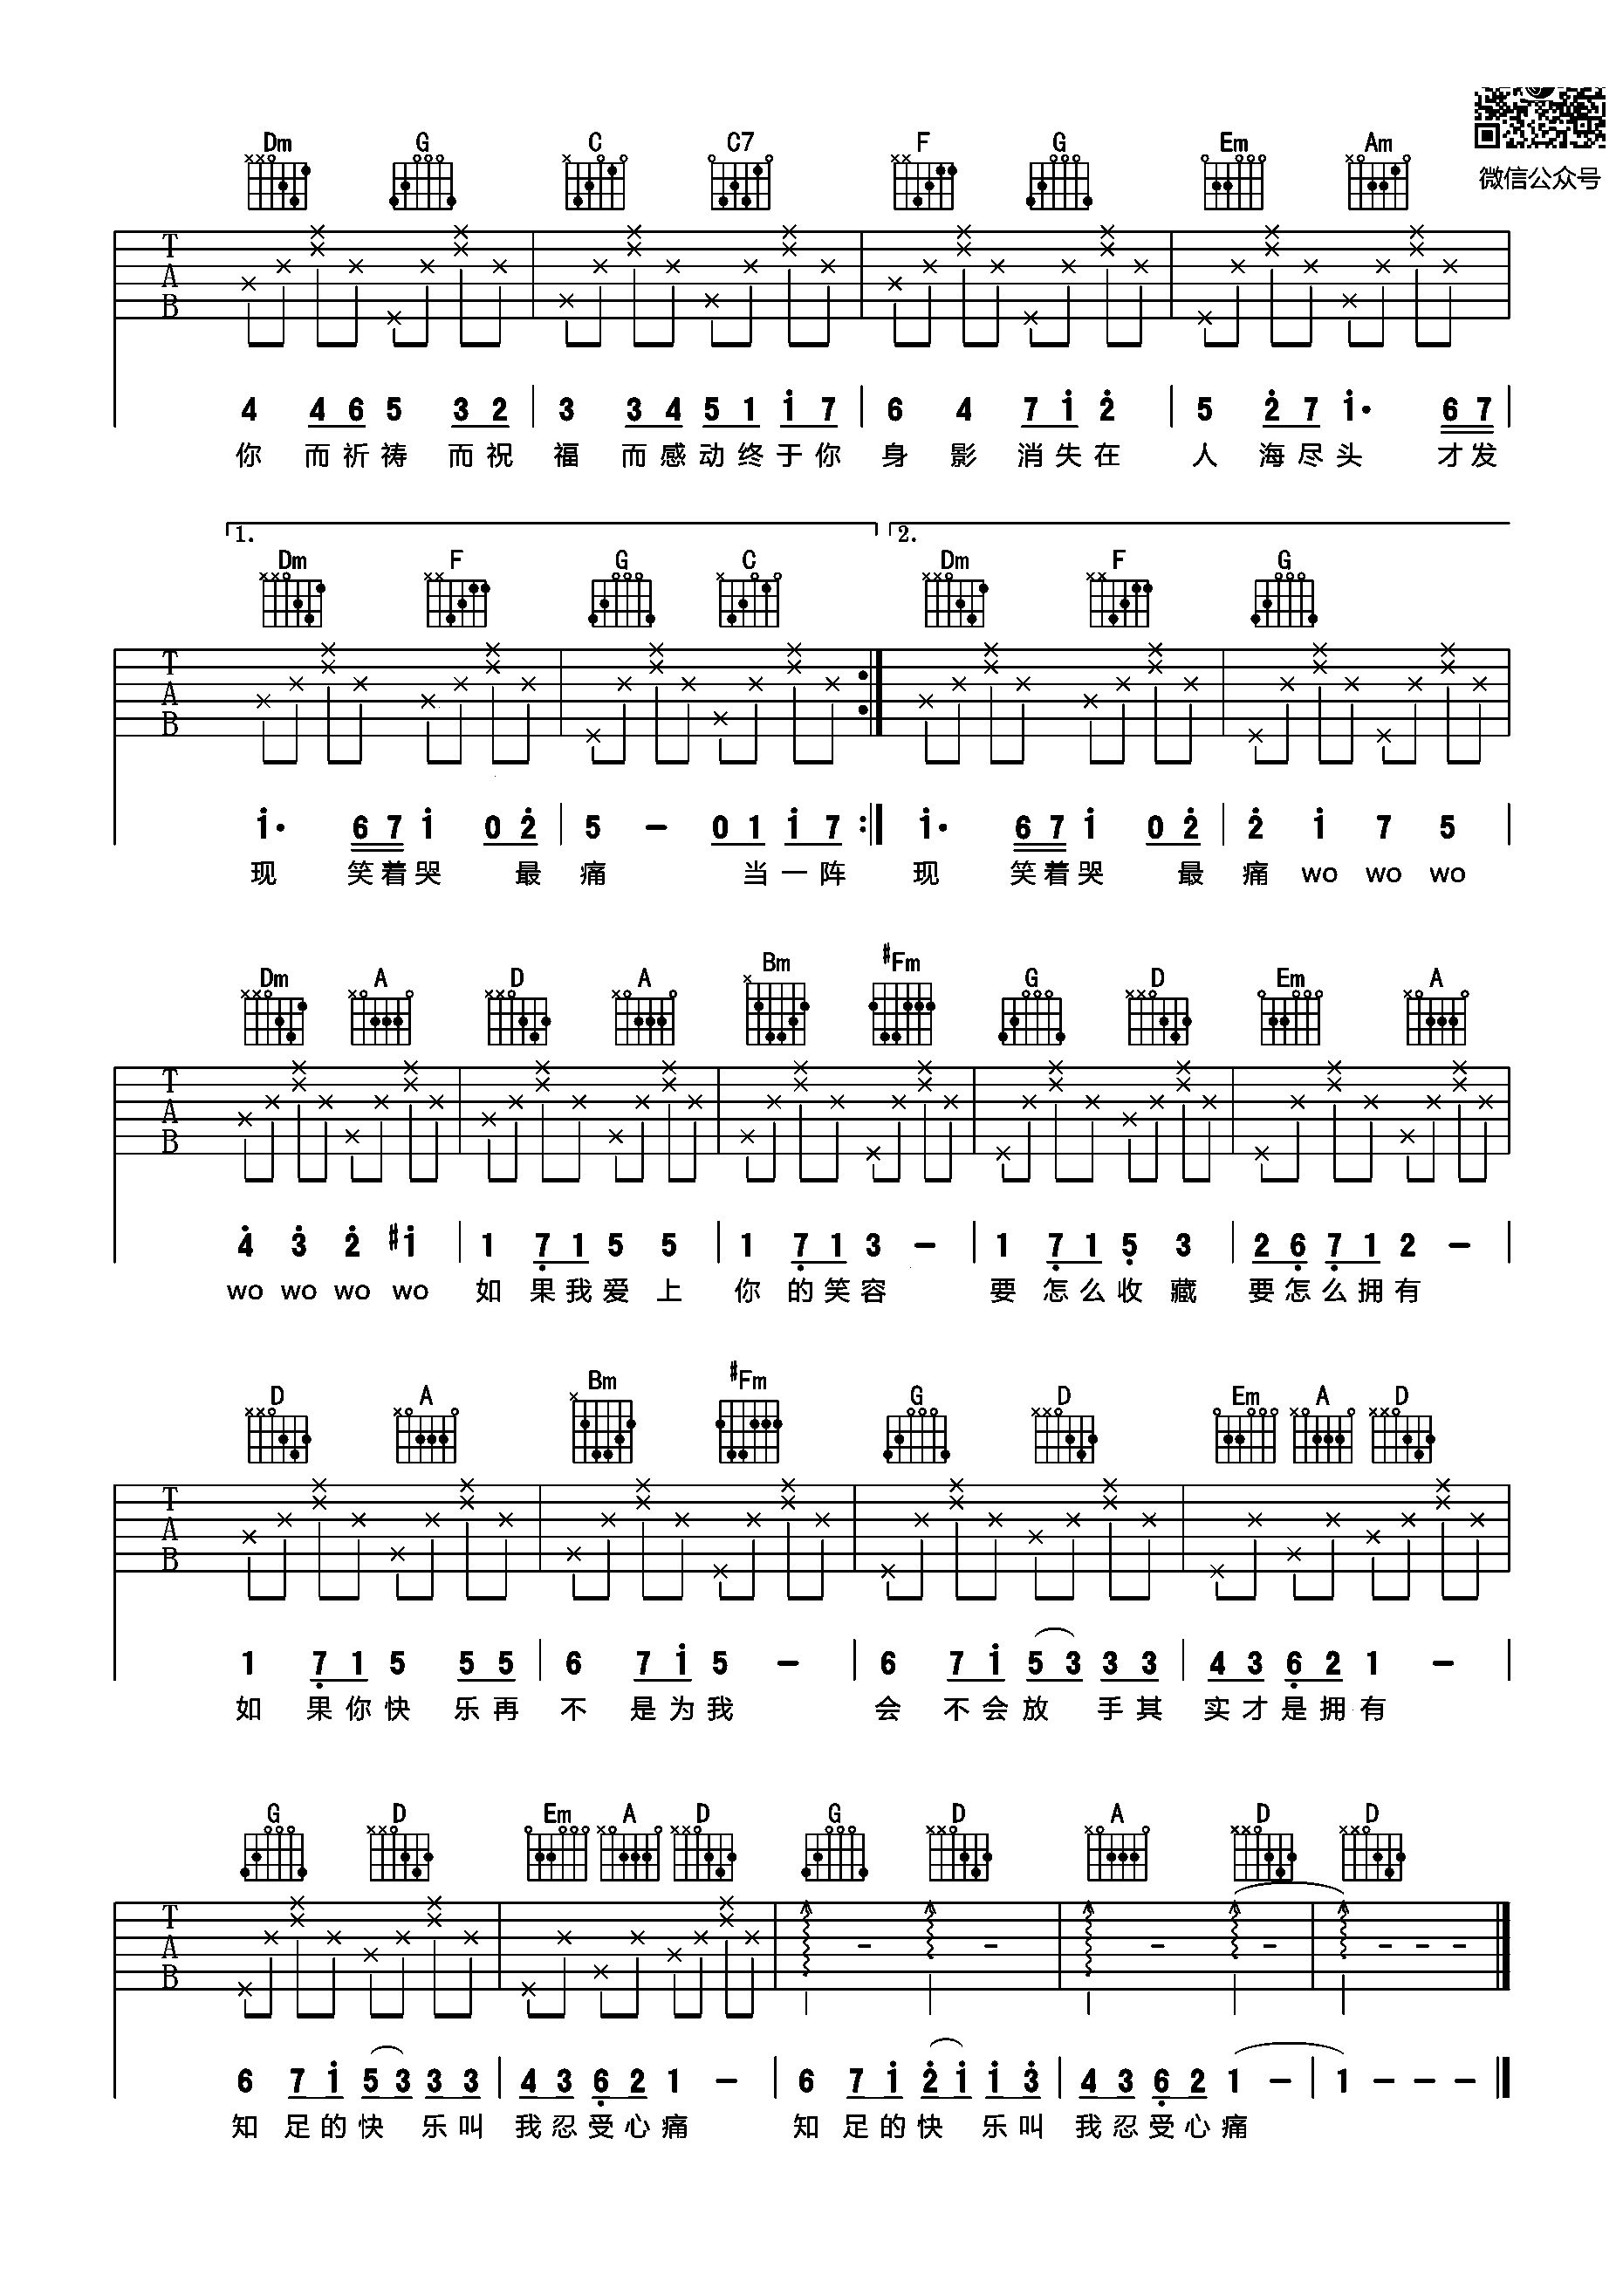 微信公众号
Dm G C C7 F G Em Am
T
A
B
4 4 6 5 3 2 | 3 3 4 5 1 i 7 | 6 4 7 i 2 | 5 2 7 i· 6 7 |
你 而祈祷 而祝 福 而感动终于你 身 影 消失在 人 海尽头 才发
1. 2.
Dm F G C Dm F G
T
A
B
i· 6 7 i 0 2 | 5 – 0 1 i 7 :| i· 6 7 i 0 2 | 2 i 7 5 |
现 笑着哭 最 痛 当一阵 现 笑着哭 最 痛 wo wo wo
Dm A D A Bm #Fm G D Em A
T
A
B
4 3 2 #i | 1 7 1 5 5 | 1 7 1 3 – | 1 7 1 5 3 | 2 6 7 1 2 – |
wo wo wo wo 如 果我爱 上 你 的笑容 要 怎么收 藏 要怎么拥有
D A Bm #Fm G D Em A D
T
A
B
1 7 1 5 5 5 | 6 7 i 5 – | 6 7 i 5 3 3 3 | 4 3 6 2 1 – |
如 果你快 乐再 不 是为我 会 不会放 手其 实才是拥有
G D Em A D G D A D D
T
A
B
6 7 i 5 3 3 3 | 4 3 6 2 1 – | 6 7 i 2 i i 3 | 4 3 6 2 1 – | 1 – – – |
知 足的快 乐叫 我忍受心痛 知 足的快 乐叫 我忍受心痛